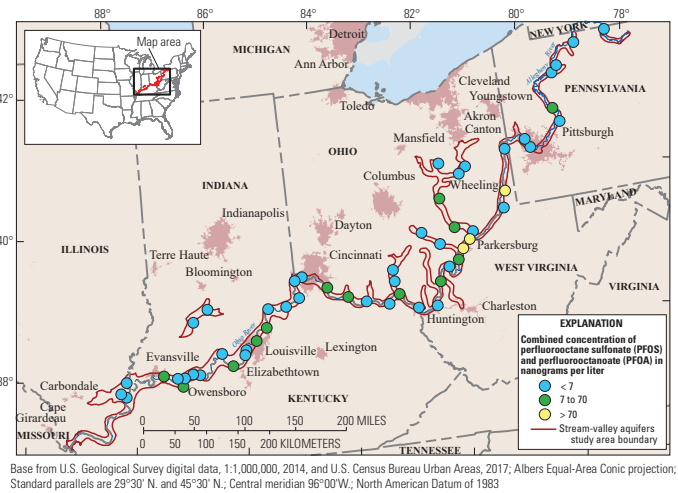 88°
86°
84°
82°
80°
78°
NEW YORK
Map area
MICHIGAN
Detroit
Ann Arbor
Allegheny River
Cleveland
Youngstown
PENNSYLVANIA
42°
Toledo
Akron
Canton
Mansfield
Pittsburgh
OHIO
Columbus
Wheeling
INDIANA
MARYLAND
Indianapolis
Dayton
40°
ILLINOIS
Terre Haute
Cincinnati
Parkersburg
Bloomington
WEST VIRGINIA
VIRGINIA
Charleston
Huntington
Ohio River
Evansville
Louisville
Lexington
Elizabethtown
38°
Carbondale
Owensboro
Cape
Girardeau
KENTUCKY
MISSOURI
TENNESSEE
0 50 100 200 MILES
0 50 100 200 KILOMETERS
EXPLANATION
Combined concentration of
perfluorooctane sulfonate (PFOS)
and perfluorooctanoate (PFOA) in
nanograms per liter
< 7
7 to 70
> 70
Stream-valley aquifers
study area boundary
Base from U.S. Geological Survey digital data, 1:1,000,000, 2014, and U.S. Census Bureau Urban Areas, 2017; Albers Equal-Area Conic projection;
Standard parallels are 29°30' N. and 45°30' N.; Central meridian 96°00'W.; North American Datum of 1983